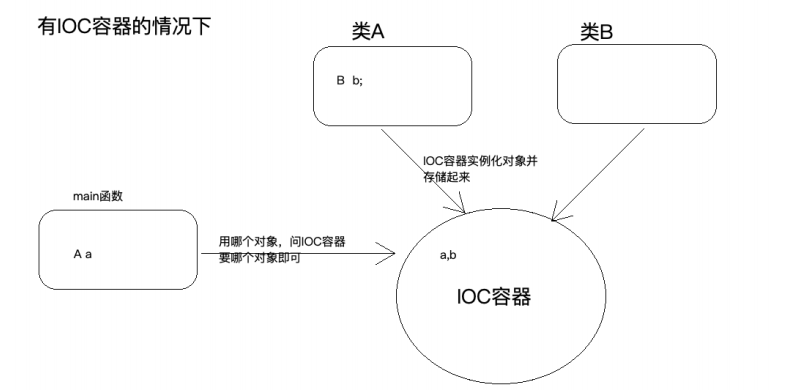 有IOC容器的情况下
类A
类B
B b;
IOC容器实例化对象并
存储起来
main函数
A a
用哪个对象，问IOC容器
要哪个对象即可
a,b
IOC容器